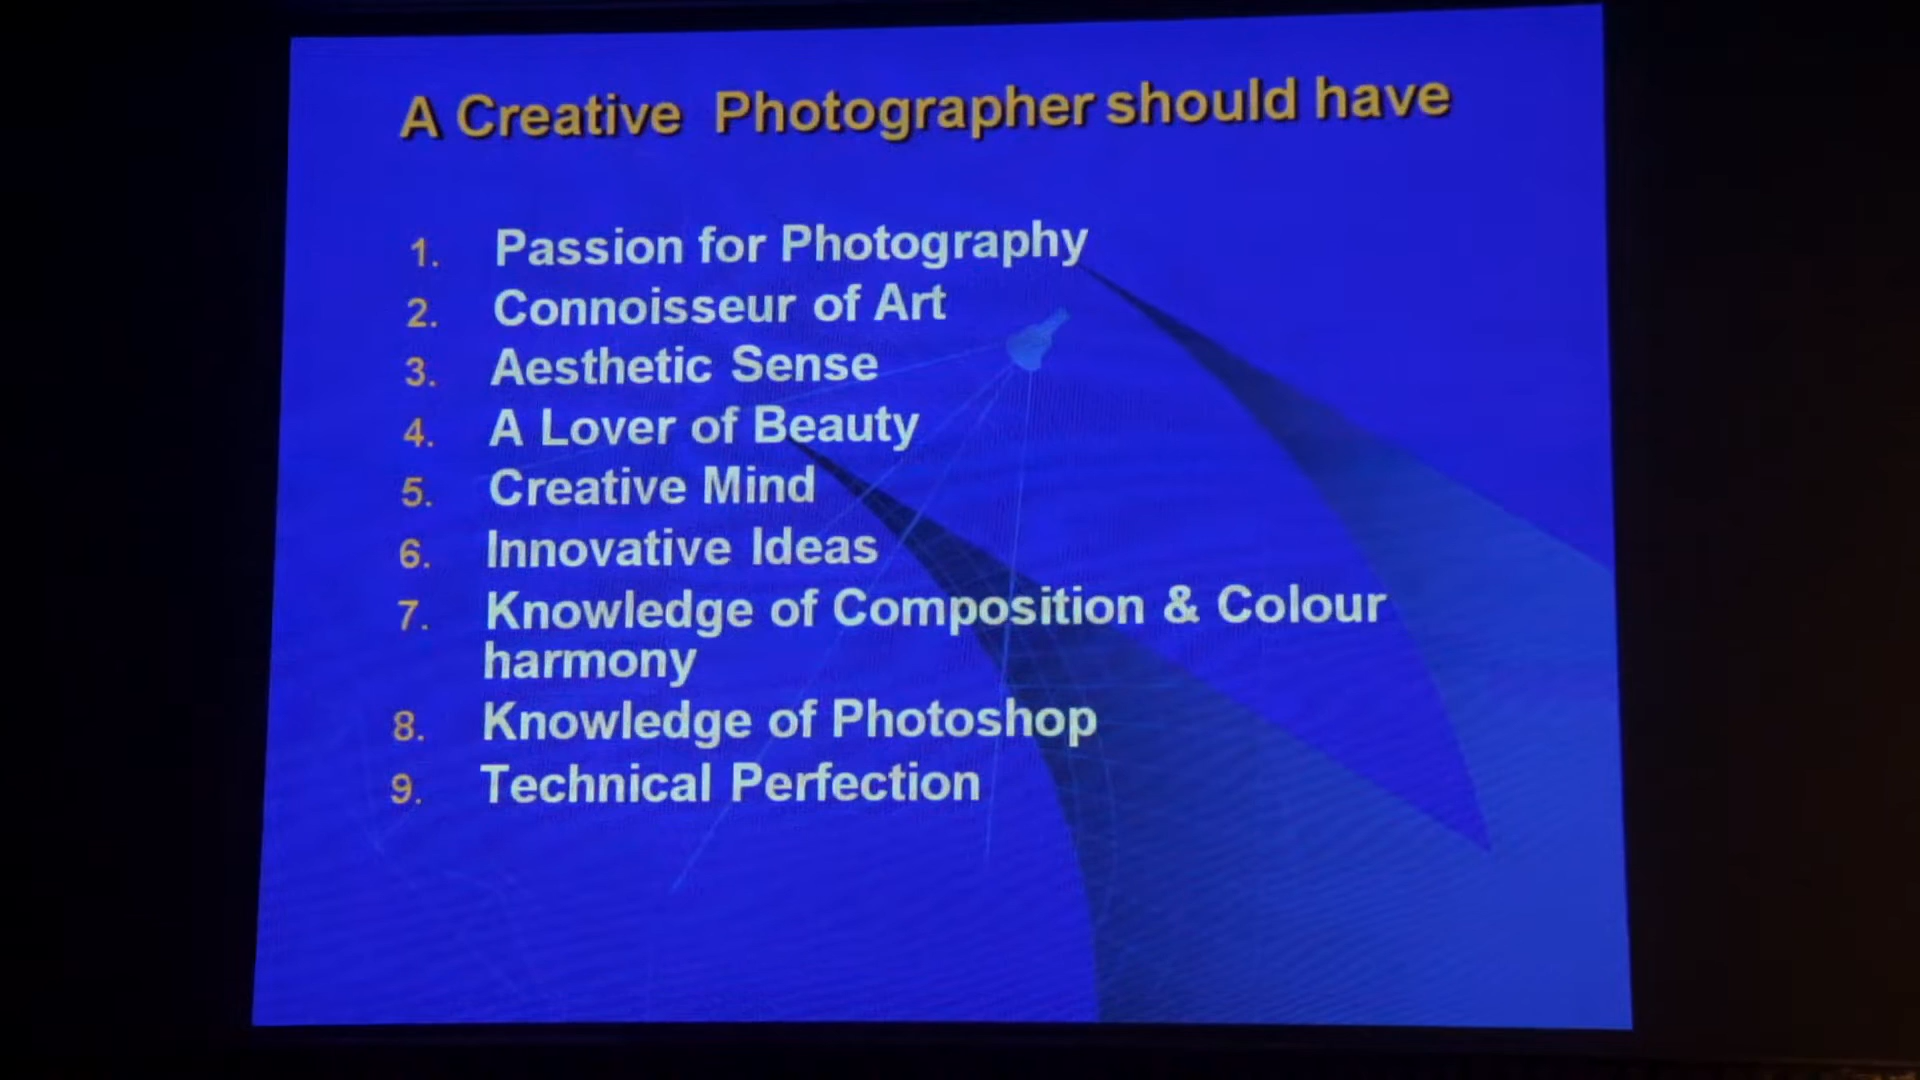 A Creative Photographer should have
1. Passion for Photography
2. Connoisseur of Art
3. Aesthetic Sense
4. A Lover of Beauty
5. Creative Mind
6. Innovative Ideas
7. Knowledge of Composition & Colour
harmony
8. Knowledge of Photoshop
9. Technical Perfection